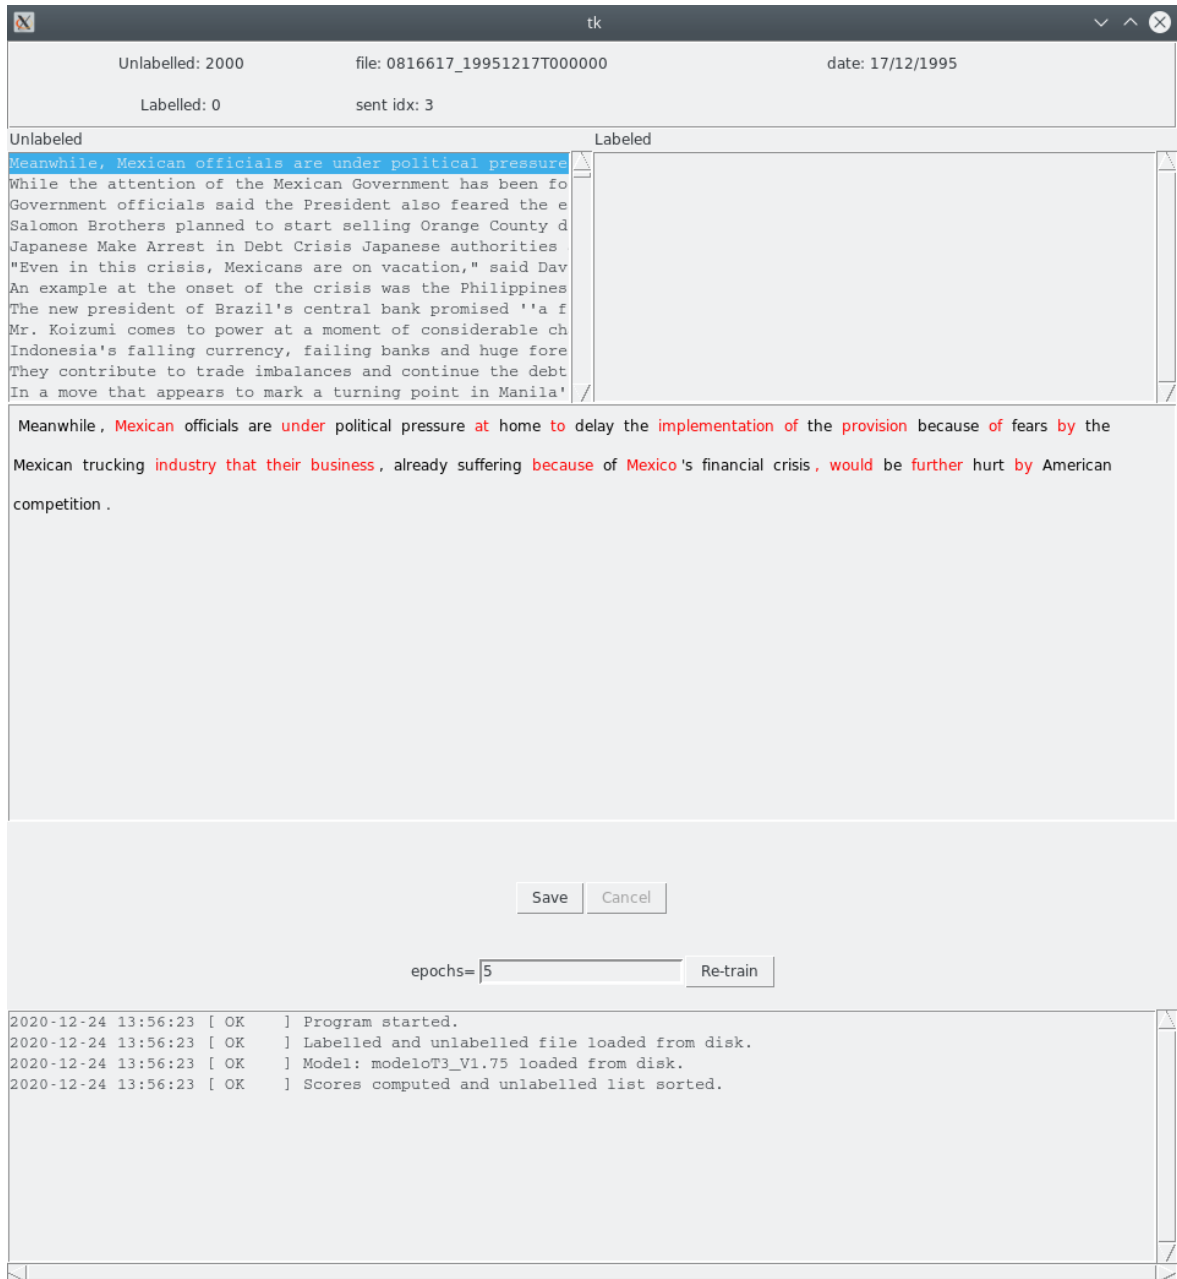 tk
Unlabelled: 2000 file: 0816617_19951217T000000 date: 17/12/1995
Labelled: 0 sent idx: 3
Unlabeled Labeled
Meanwhile, Mexican officials are under political pressure
While the attention of the Mexican Government has been fo
Government officials said the President also feared the e
Salomon Brothers planned to start selling Orange County d
Japanese Make Arrest in Debt Crisis Japanese authorities
"Even in this crisis, Mexicans are on vacation," said Dav
An example at the onset of the crisis was the Philippines
The new president of Brazil's central bank promised ''a f
Mr. Koizumi comes to power at a moment of considerable ch
Indonesia's falling currency, failing banks and huge fore
They contribute to trade imbalances and continue the debt
In a move that appears to mark a turning point in Manila'
Meanwhile , Mexican officials are under political pressure at home to delay the implementation of the provision because of fears by the
Mexican trucking industry that their business , already suffering because of Mexico 's financial crisis , would be further hurt by American
competition .
Save Cancel
epochs= 5 Re-train
2020-12-24 13:56:23 [ OK    ] Program started.
2020-12-24 13:56:23 [ OK    ] Labelled and unlabelled file loaded from disk.
2020-12-24 13:56:23 [ OK    ] Model: modeloT3_V1.75 loaded from disk.
2020-12-24 13:56:23 [ OK    ] Scores computed and unlabelled list sorted.